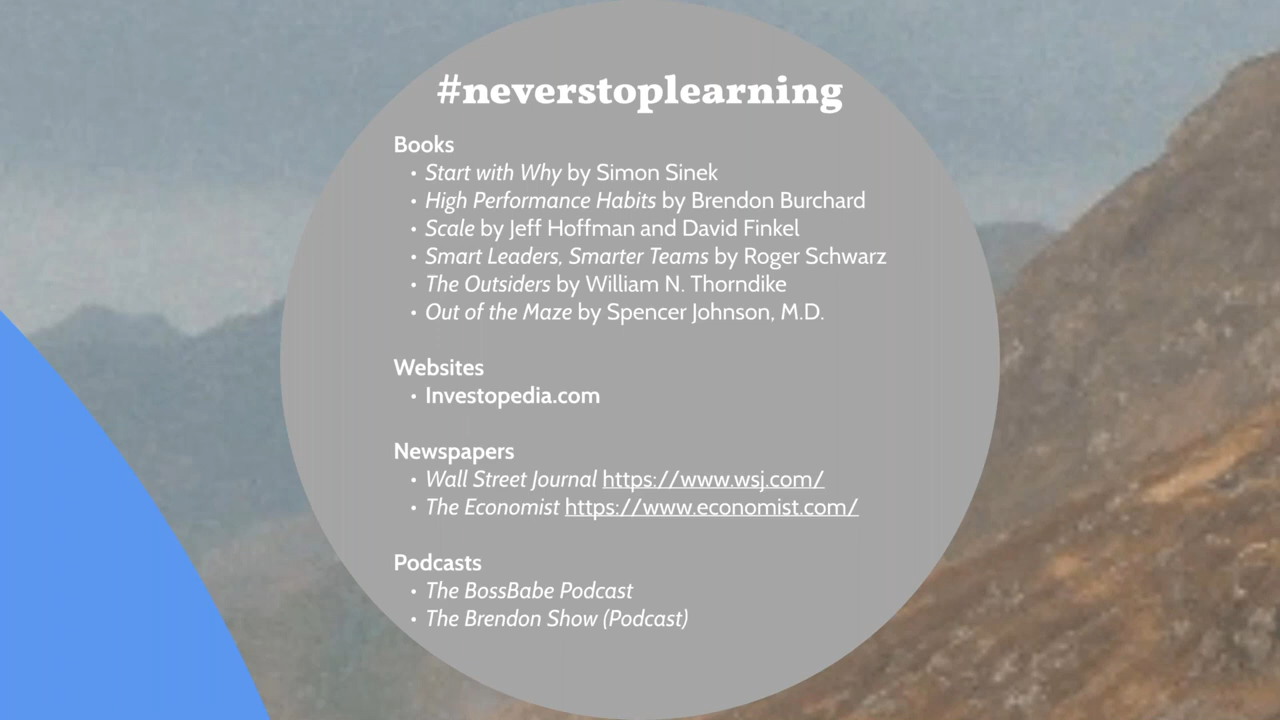 #neverstoplearning
Books
• Start with Why by Simon Sinek
• High Performance Habits by Brendon Burchard
• Scale by Jeff Hoffman and David Finkel
• Smart Leaders, Smarter Teams by Roger Schwarz
• The Outsiders by William N. Thorndike
• Out of the Maze by Spencer Johnson, M.D.
Websites
• Investopedia.com
Newspapers
• Wall Street Journal https://www.wsj.com/
• The Economist https://www.economist.com/
Podcasts
• The BossBabe Podcast
• The Brendon Show (Podcast)